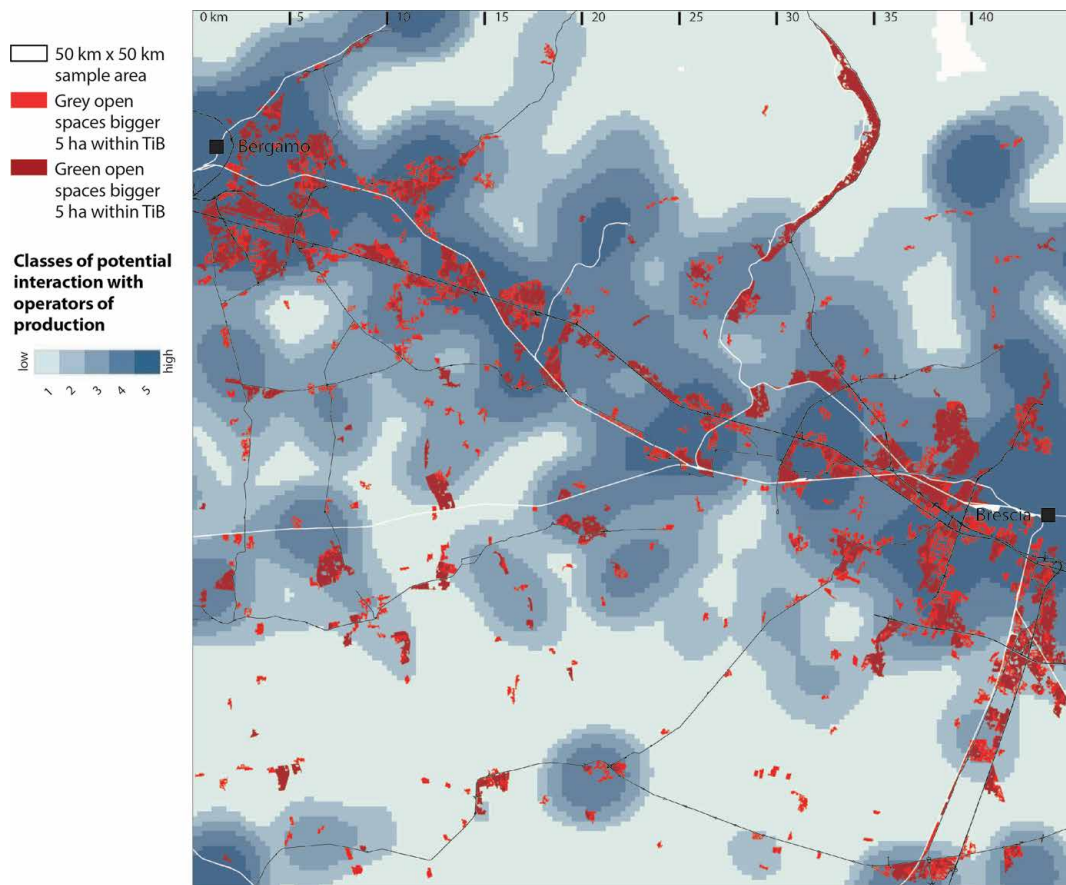 0 km 5 10 15 20 25 30 35 40
50 km x 50 km
sample area
Grey open
spaces bigger
5 ha within TiB
Green open
spaces bigger
5 ha within TiB
Classes of potential
interaction with
operators of
production
low high
1 2 3 4 5
Bergamo
Brescia